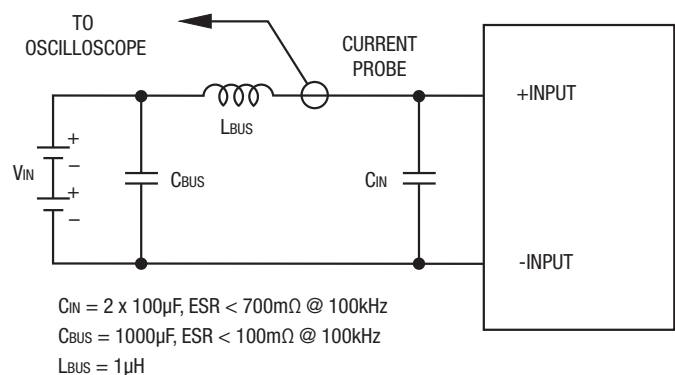 TO
OSCILLOSCOPE
CURRENT
PROBE
+INPUT
LBUS
+
−
VIN
+
−
CBUS
CIN
-INPUT
CIN = 2 x 100µF, ESR < 700mΩ @ 100kHz
CBUS = 1000µF, ESR < 100mΩ @ 100kHz
LBUS = 1µH